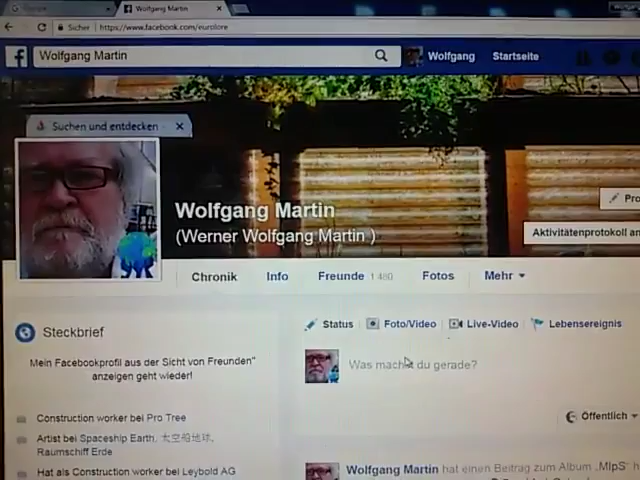 Wolfgang Martin
Sicher
https://www.facebook.com/eurolore
f
Wolfgang Martin
Wolfgang
Startseite
Suchen und entdecken
Wolfgang Martin
(Werner Wolfgang Martin )
Pro
Aktivitätenprotokoll an
Chronik
Info
Freunde 1.480
Fotos
Mehr
Steckbrief
Mein Facebookprofil aus der Sicht von Freunden"
anzeigen geht wieder!
Construction worker bei Pro Tree
Artist bei Spaceship Earth, 太空船地球,
Raumschiff Erde
Hat als Construction worker bei Leybold AG
Status
Foto/Video
Live-Video
Lebensereignis
Was machst du gerade?
Öffentlich
Wolfgang Martin hat einen Beitrag zum Album „MlpS" h